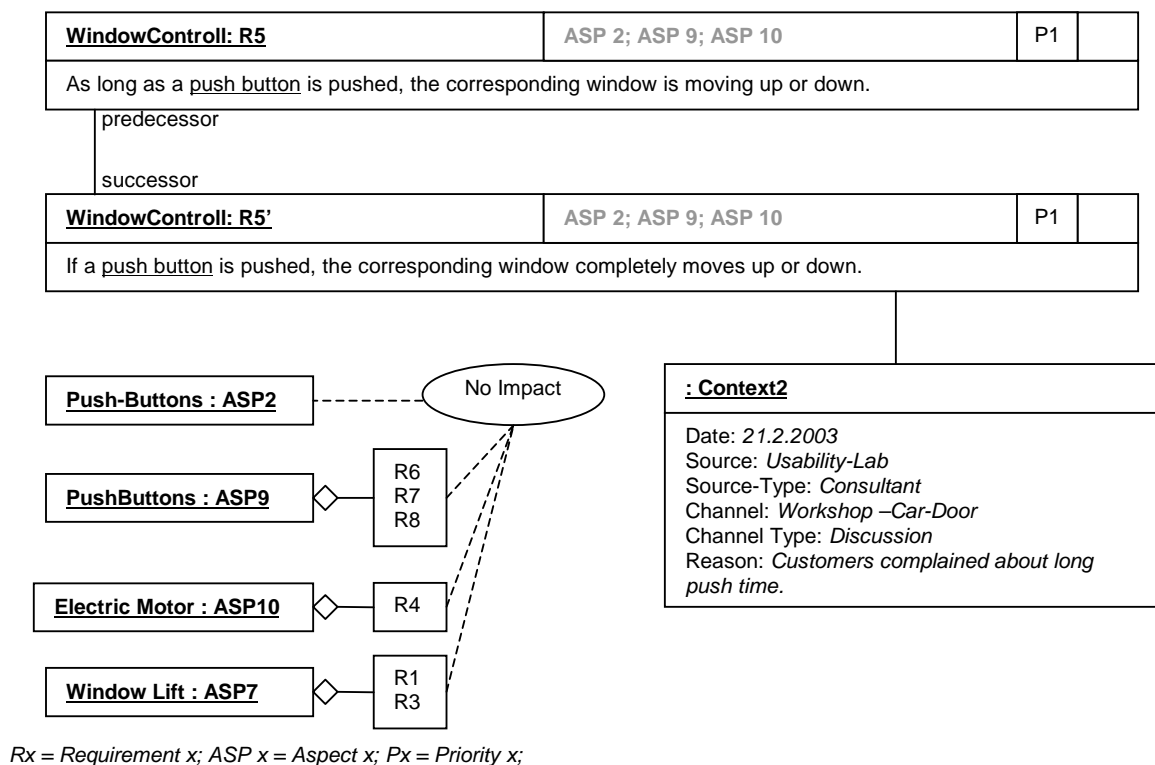 WindowControll: R5
ASP 2; ASP 9; ASP 10
P1
As long as a push button is pushed, the corresponding window is moving up or down.
predecessor
successor
WindowControll: R5’
ASP 2; ASP 9; ASP 10
P1
If a push button is pushed, the corresponding window completely moves up or down.
No Impact
Push-Buttons : ASP2
PushButtons : ASP9
R6
R7
R8
Electric Motor : ASP10
R4
Window Lift : ASP7
R1
R3
: Context2
Date: 21.2.2003
Source: Usability-Lab
Source-Type: Consultant
Channel: Workshop –Car-Door
Channel Type: Discussion
Reason: Customers complained about long
push time.
Rx = Requirement x; ASP x = Aspect x; Px = Priority x;